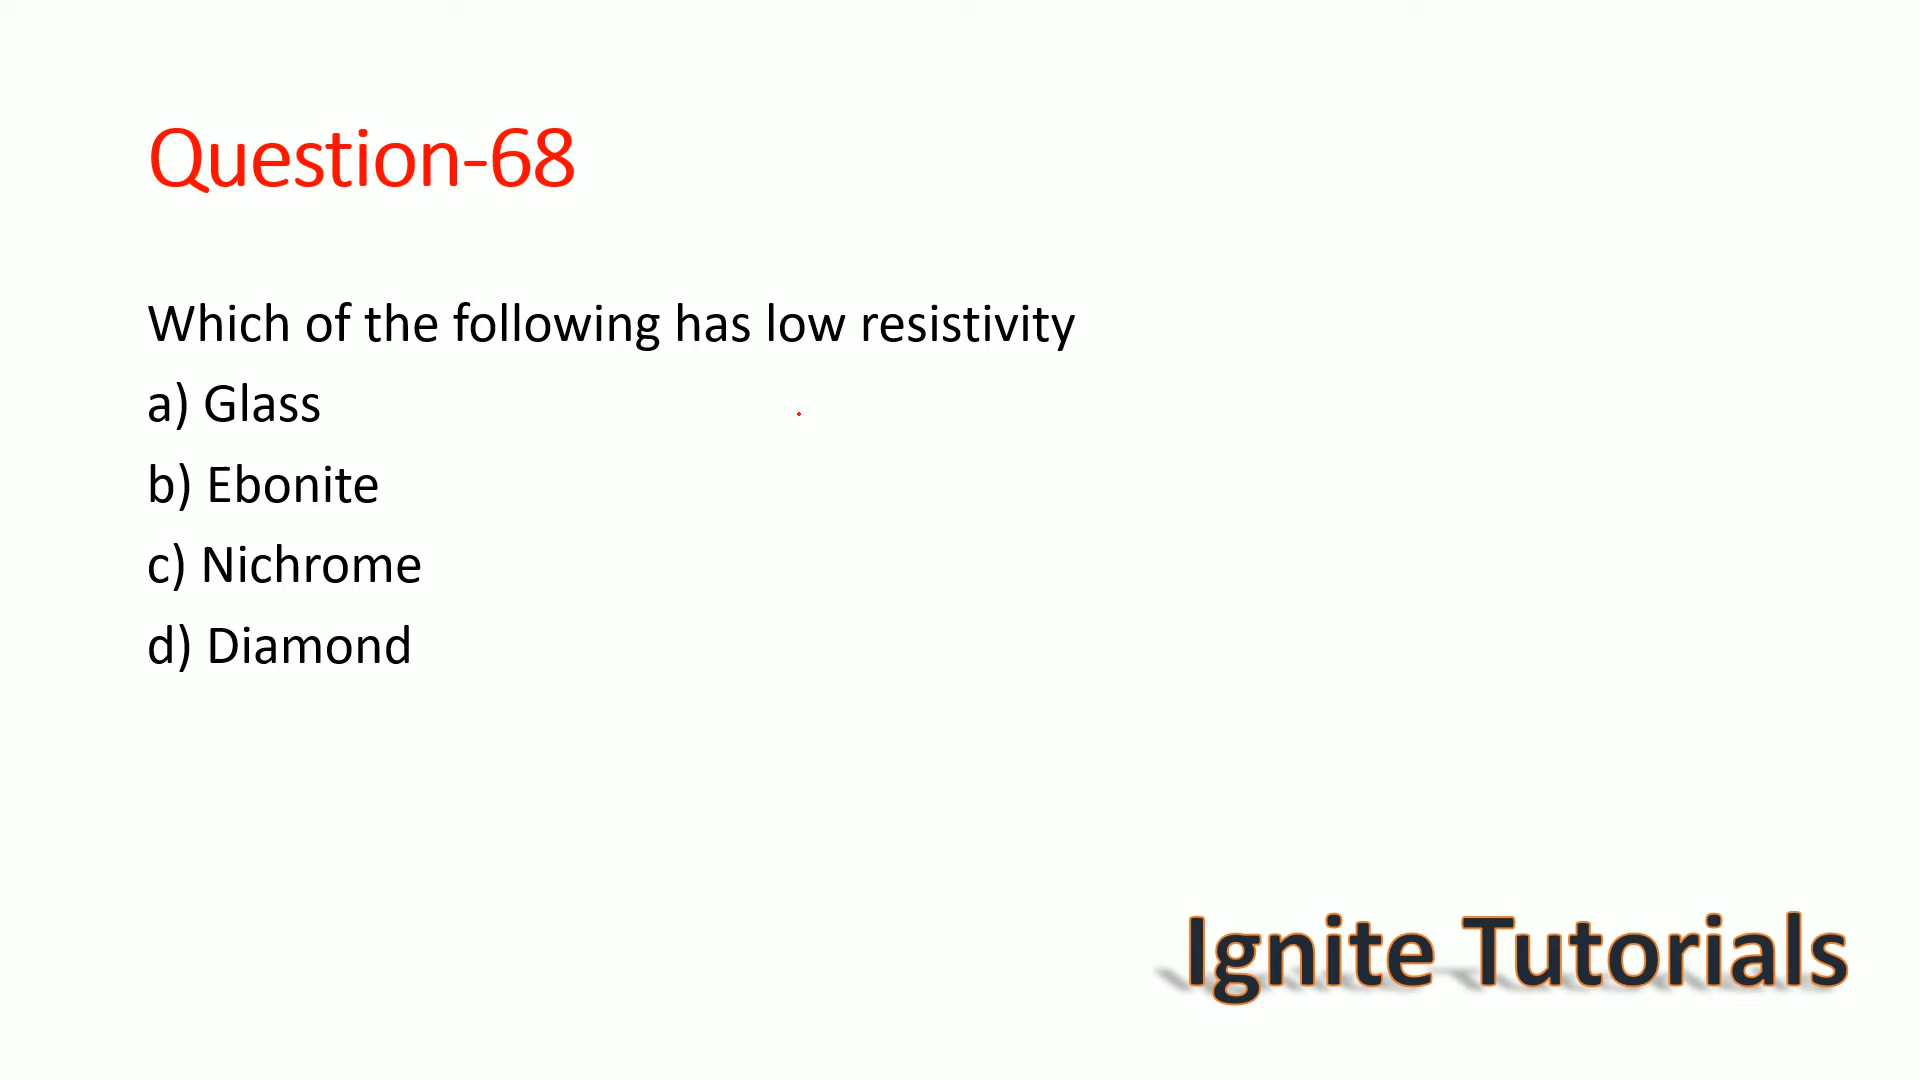 Question-68
Which of the following has low resistivity
a) Glass
b) Ebonite
c) Nichrome
d) Diamond
Ignite Tutorials